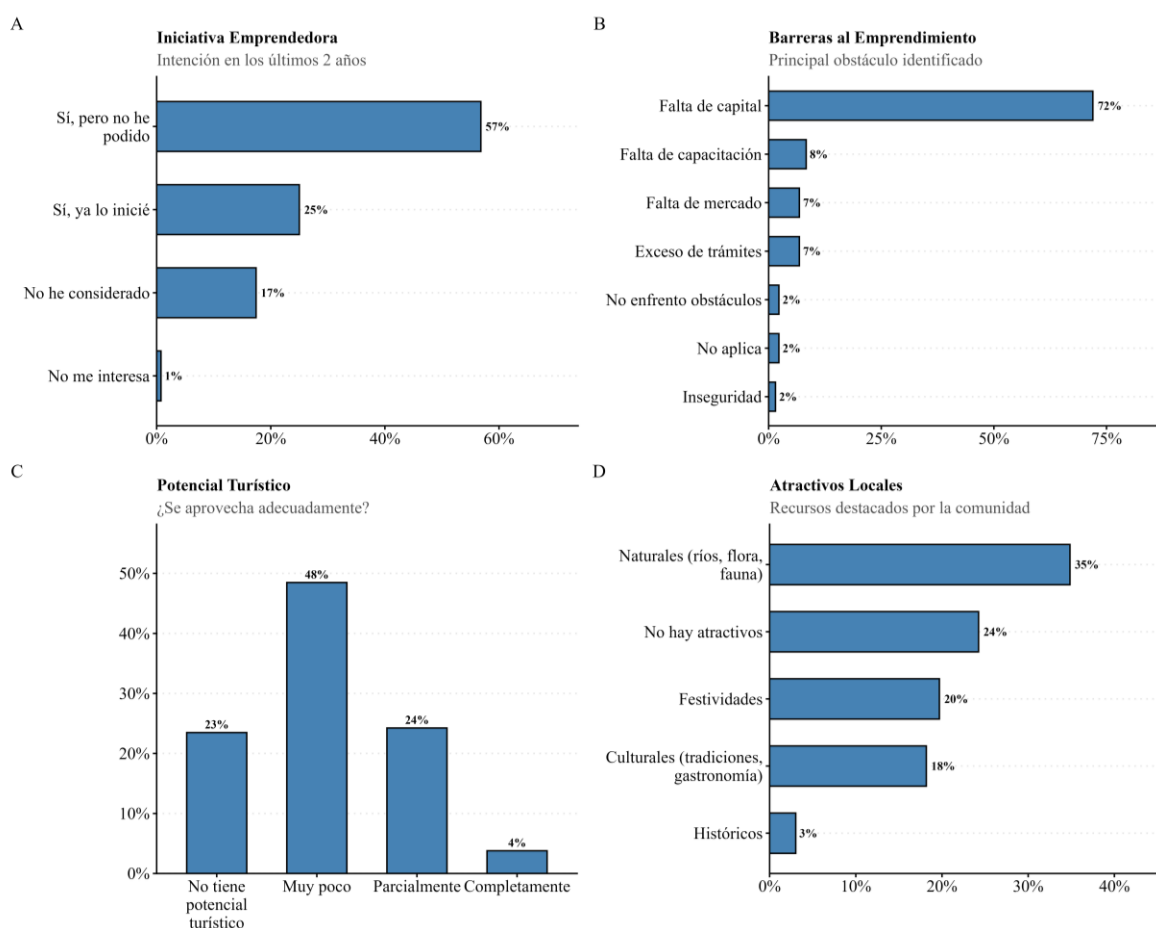 A
Iniciativa Emprendedora
Intención en los últimos 2 años
Sí, pero no he
podido
57%
Sí, ya lo inicié
25%
No he considerado
17%
No me interesa
1%
0%
20%
40%
60%
B
Barreras al Emprendimiento
Principal obstáculo identificado
Falta de capital
72%
Falta de capacitación
8%
Falta de mercado
7%
Exceso de trámites
7%
No enfrento obstáculos
2%
No aplica
2%
Inseguridad
2%
0%
25%
50%
75%
C
Potencial Turístico
¿Se aprovecha adecuadamente?
50%
40%
30%
20%
10%
0%
23%
48%
24%
4%
No tiene
potencial
turístico
Muy poco
Parcialmente
Completamente
D
Atractivos Locales
Recursos destacados por la comunidad
Naturales (ríos, flora,
fauna)
35%
No hay atractivos
24%
Festividades
20%
Culturales (tradiciones,
gastronomía)
18%
Históricos
3%
0%
10%
20%
30%
40%